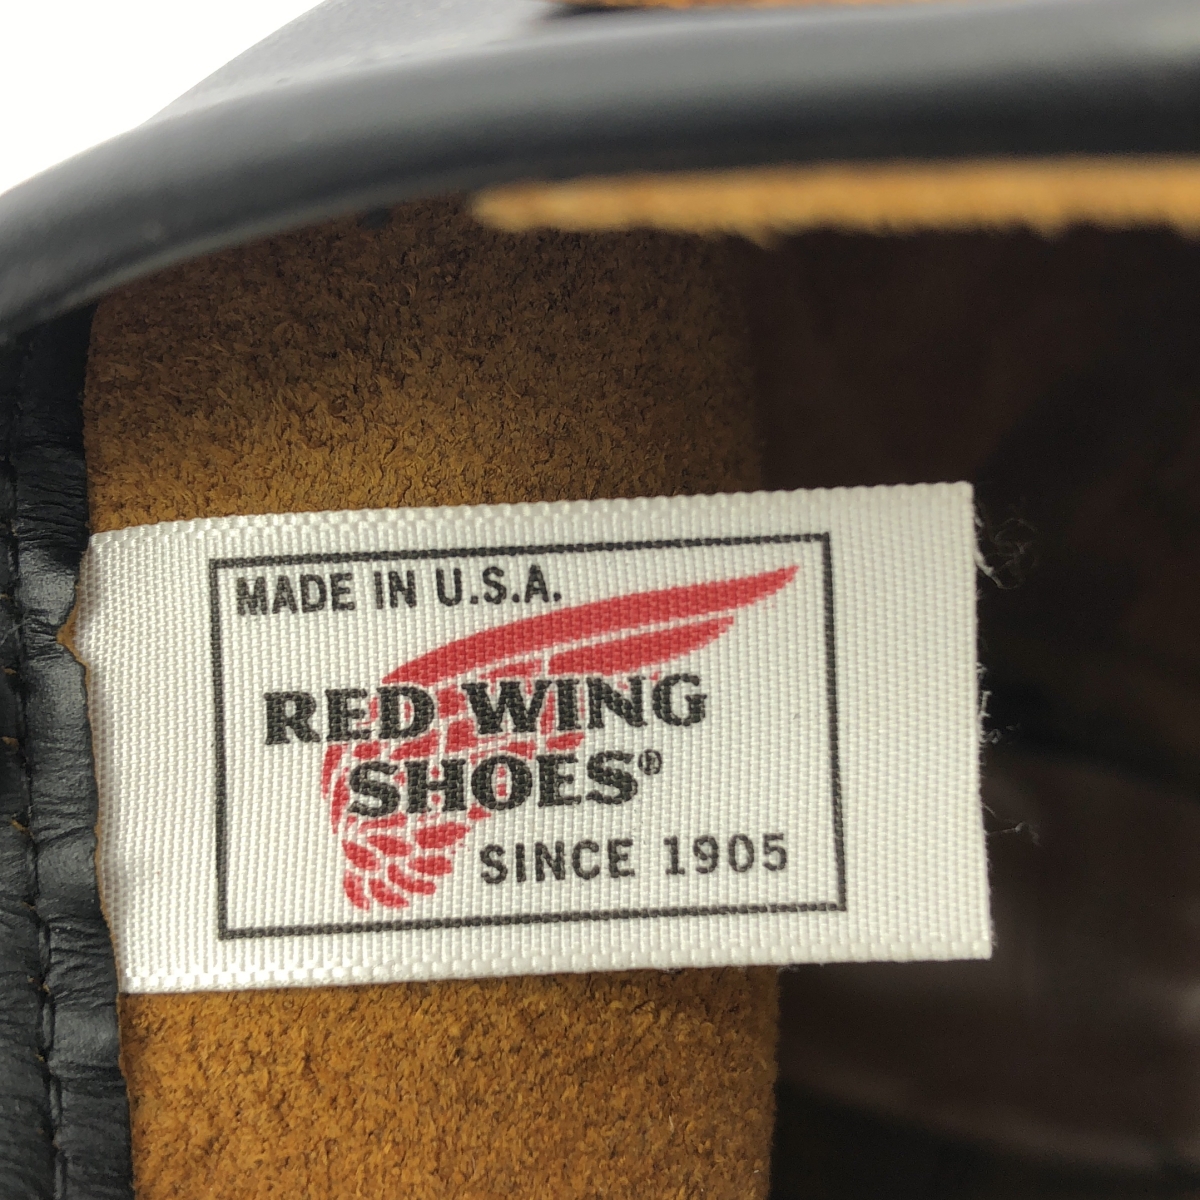 MADE IN U.S.A.
RED WING
SHOES®
SINCE 1905